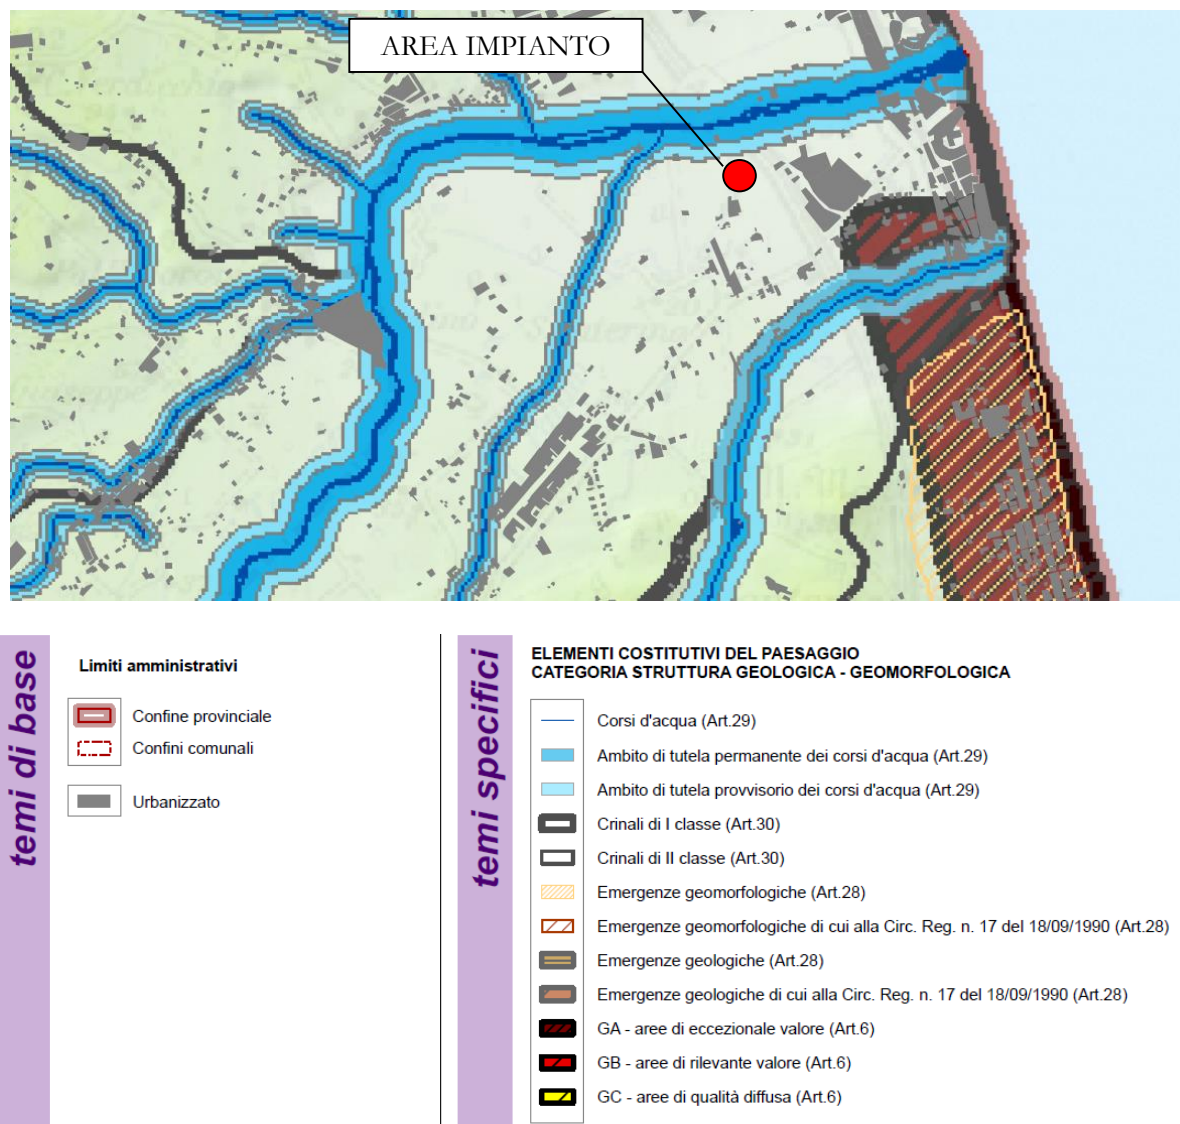 AREA IMPIANTO
temi di base
Limiti amministrativi
Confine provinciale
Confini comunali
Urbanizzato
temi specifici
ELEMENTI COSTITUTIVI DEL PAESAGGIO
CATEGORIA STRUTTURA GEOLOGICA - GEOMORFOLOGICA
Corsi d'acqua (Art.29)
Ambito di tutela permanente dei corsi d'acqua (Art.29)
Ambito di tutela provvisorio dei corsi d'acqua (Art.29)
Crinali di I classe (Art.30)
Crinali di II classe (Art.30)
Emergenze geomorfologiche (Art.28)
Emergenze geomorfologiche di cui alla Circ. Reg. n. 17 del 18/09/1990 (Art.28)
Emergenze geologiche (Art.28)
Emergenze geologiche di cui alla Circ. Reg. n. 17 del 18/09/1990 (Art.28)
GA - aree di eccezionale valore (Art.6)
GB - aree di rilevante valore (Art.6)
GC - aree di qualità diffusa (Art.6)